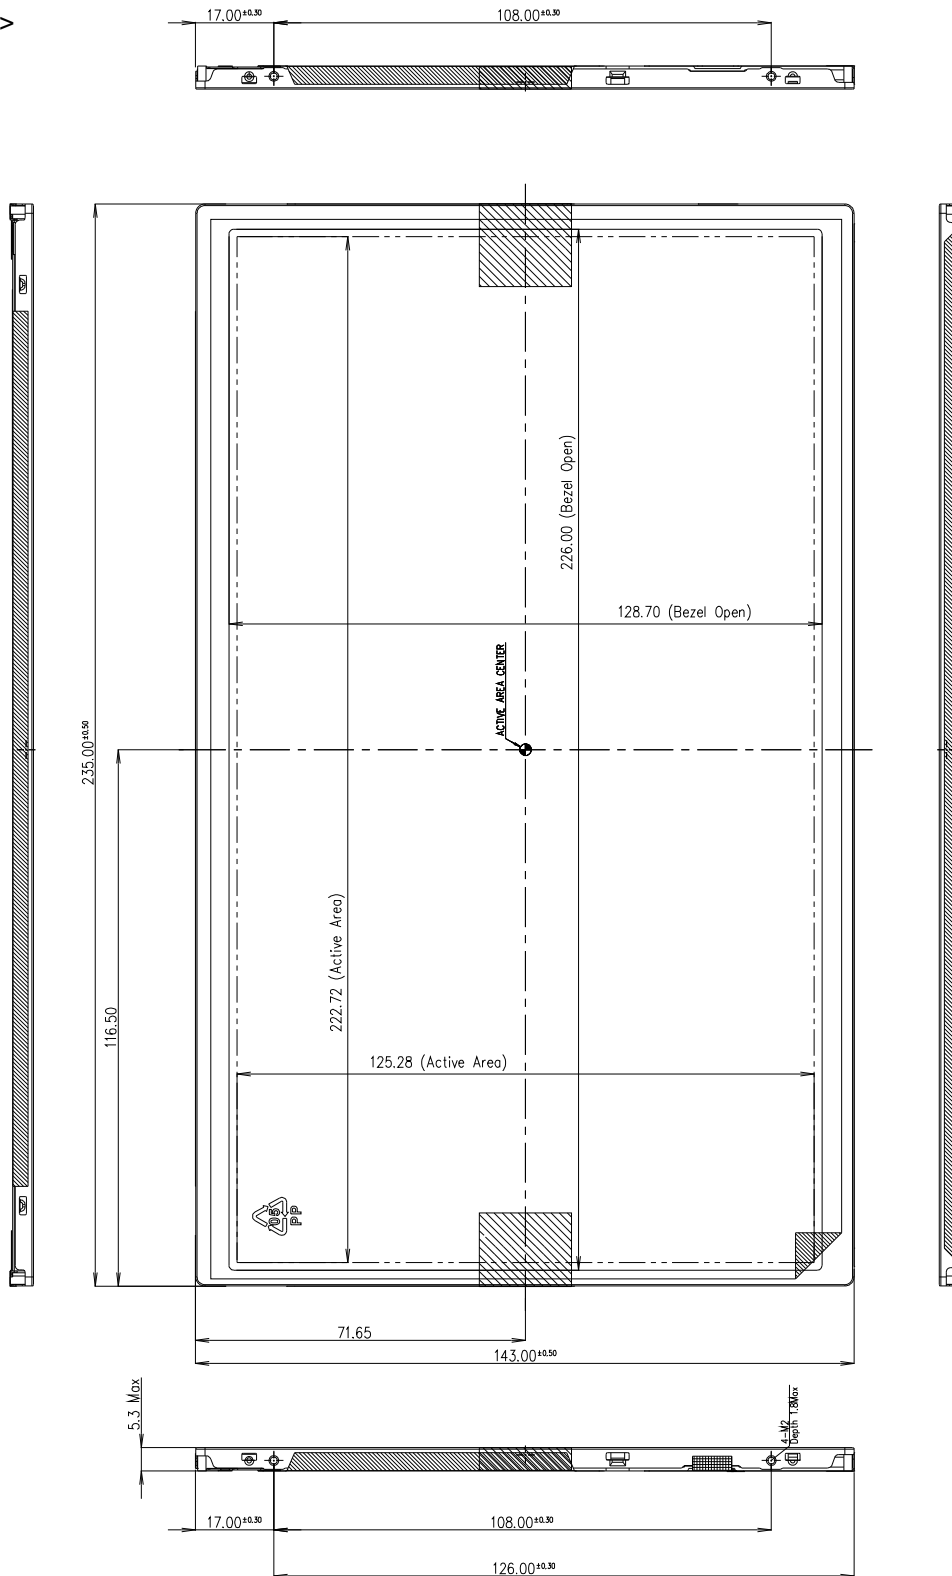 >
17.00±0.30
108.00±0.30
226.00 (Bezel Open)
128.70 (Bezel Open)
ACTIVE AREA CENTER
235.00±0.50
222.72 (Active Area)
116.50
125.28 (Active Area)
05
PP
71.65
143.00±0.50
5.3 Max
4-M2
Depth 1.8Max
17.00±0.30
108.00±0.30
126.00±0.30